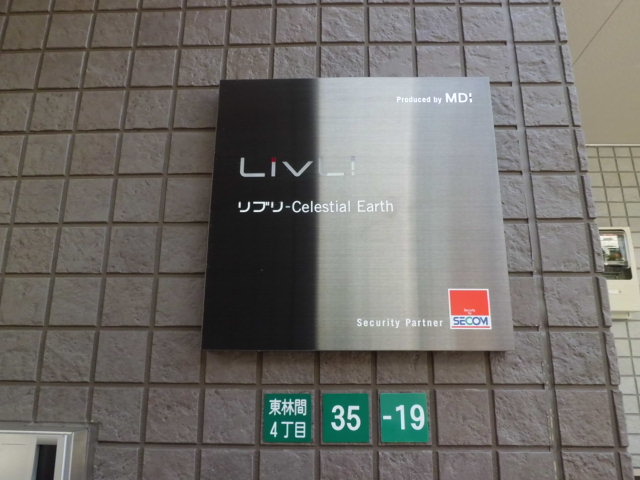 Produced by MDI
LivLi
リブリ-Celestial Earth
Security Partner
SECOM
東林間
4丁目
35
-19